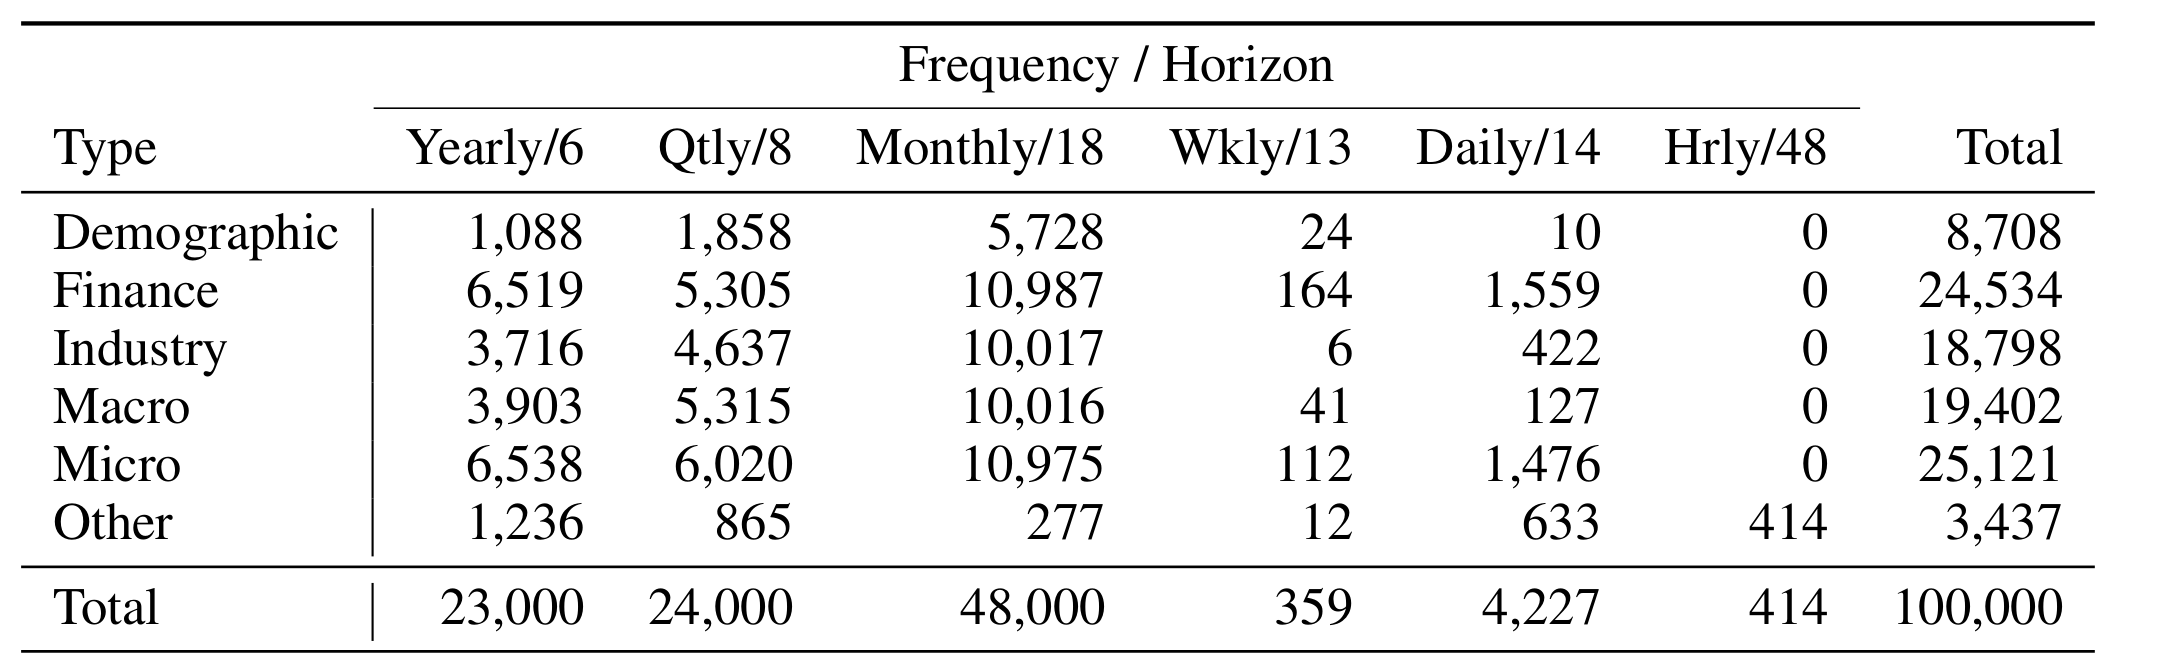 Frequency / Horizon
Type Yearly/6 Qtly/8 Monthly/18 Wkly/13 Daily/14 Hrly/48 Total
Demographic 1,088 1,858 5,728 24 10 0 8,708
Finance 6,519 5,305 10,987 164 1,559 0 24,534
Industry 3,716 4,637 10,017 6 422 0 18,798
Macro 3,903 5,315 10,016 41 127 0 19,402
Micro 6,538 6,020 10,975 112 1,476 0 25,121
Other 1,236 865 277 12 633 414 3,437
Total 23,000 24,000 48,000 359 4,227 414 100,000